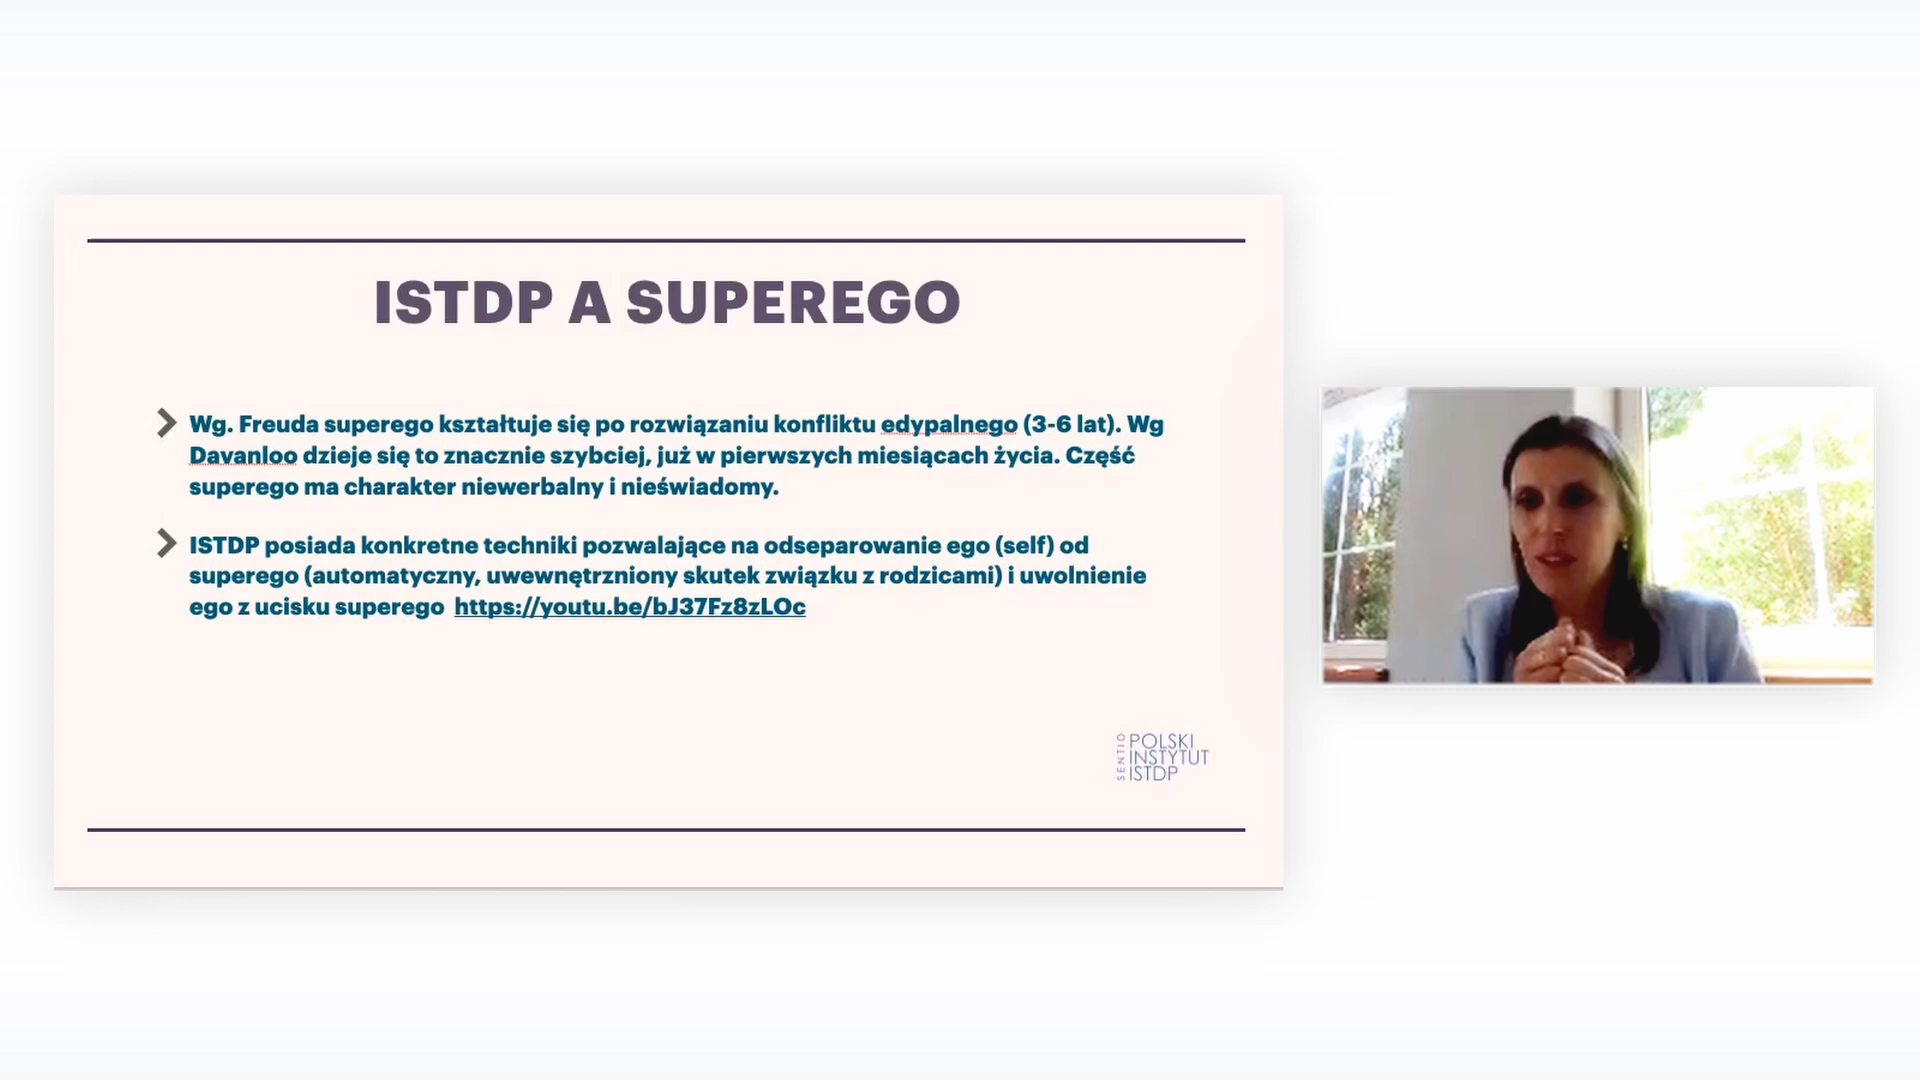 ISTDP A SUPEREGO
Wg. Freuda superego kształtuje się po rozwiązaniu konfliktu edypalnego (3-6 lat). Wg
Davanloo dzieje się to znacznie szybciej, już w pierwszych miesiącach życia. Część
superego ma charakter niewerbalny i nieświadomy.
ISTDP posiada konkretne techniki pozwalające na odseparowanie ego (self) od
superego (automatyczny, uwewnętrzniony skutek związku z rodzicami) i uwolnienie
ego z ucisku superego https://youtu.be/bJ37Fz8zLOc
SENTIO
POLSKI
INSTYTUT
ISTDP